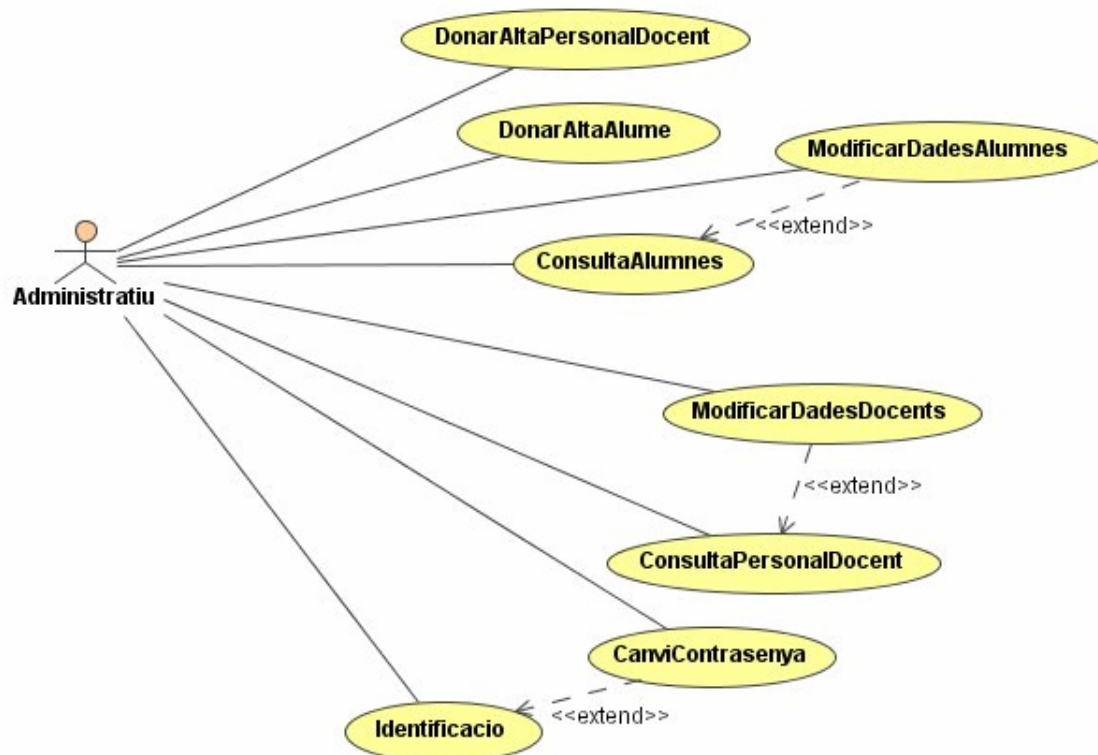 DonarAltaPersonalDocent
DonarAltaAlume
ModificarDadesAlumnes
<<extend>>
ConsultaAlumnes
Administratiu
ModificarDadesDocents
<<extend>>
ConsultaPersonalDocent
CanviContrasenya
<<extend>>
Identificacio